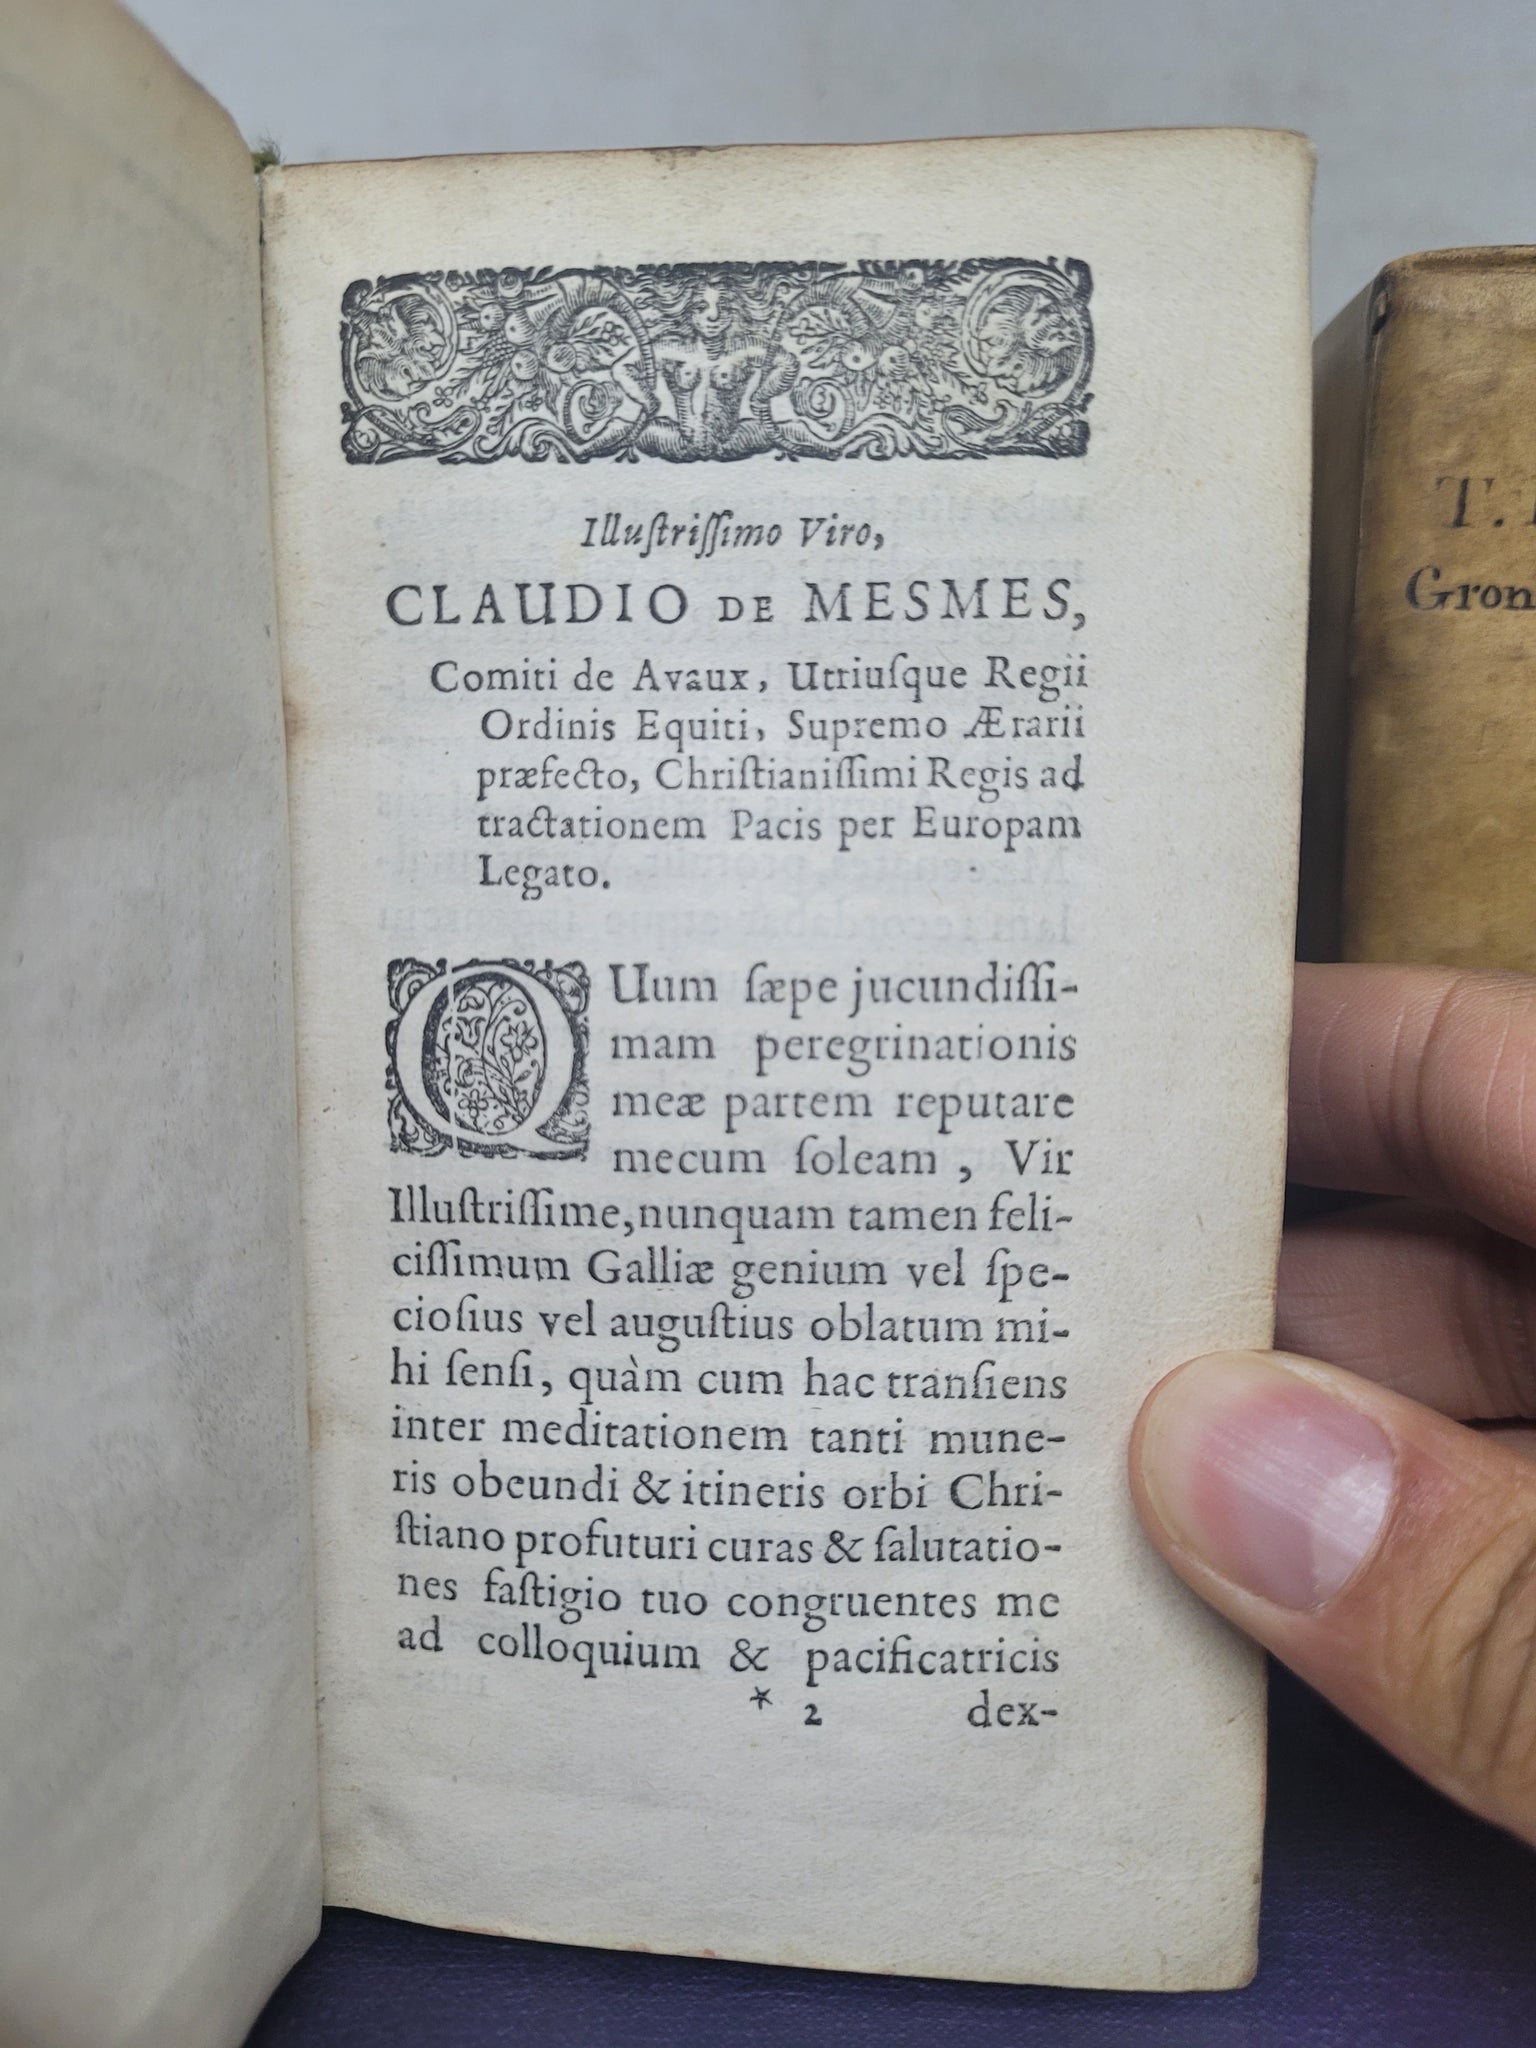 Illuſtriſſimo Viro,
CLAUDIO DE MESMES,
Comiti de Avaux, Utriuſque Regii
Ordinis Equiti, Supremo Ærarii
præfecto, Chriſtianiſſimi Regis ad
tractationem Pacis per Europam
Legato.
QUum ſæpe jucundiſſi-
mam peregrinationis
meæ partem reputare
mecum ſoleam, Vir
Illuſtriſſime, nunquam tamen feli-
ciſſimum Galliæ genium vel ſpe-
cioſius vel auguſtius oblatum mi-
hi ſenſi, quàm cum hac tranſiens
inter meditationem tanti mune-
ris obeundi & itineris orbi Chri-
ſtiano profuturi curas & ſalutatio-
nes faſtigio tuo congruentes me
ad colloquium & pacificatricis
* 2 dex-
T.
Gron